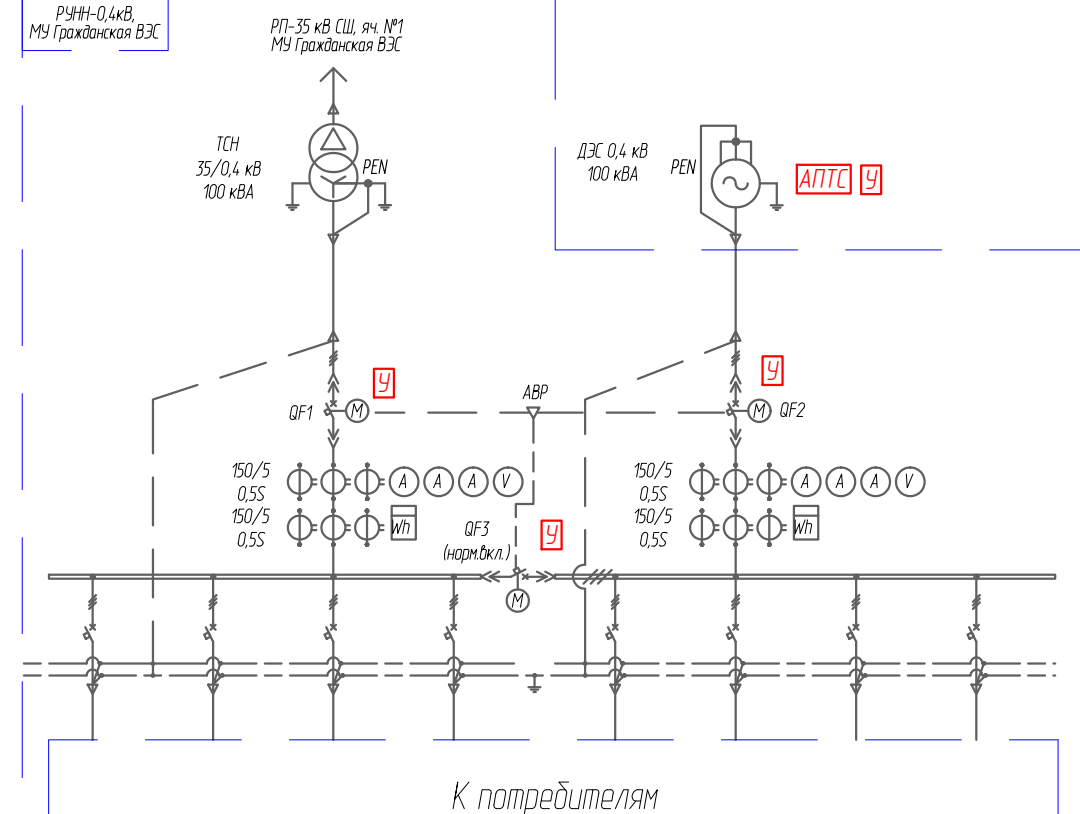 РУНН-0,4кВ,
МУ Гражданская ВЭС
РП-35 кВ СШ, яч. №1
МУ Гражданская ВЭС
ТСН
35/0,4 кВ
100 кВА
PEN
ДЭС 0,4 кВ
100 кВА
PEN
АПТС
У
У
У
АВР
QF1
М
М
QF2
150/5
0,5S
А
А
А
V
150/5
0,5S
А
А
А
V
150/5
0,5S
Wh
150/5
0,5S
Wh
QF3
(норм.вкл.)
У
М
К потребителям